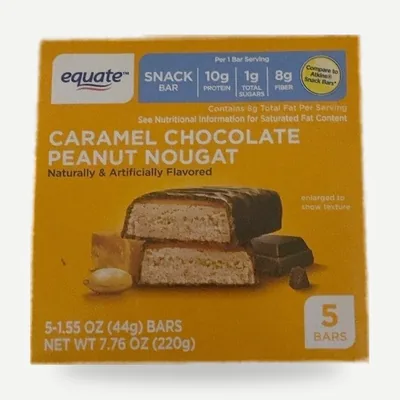 Per 1 Bar Serving
equate™
SNACK BAR
10g PROTEIN
1g TOTAL SUGARS
8g FIBER
Compare to Atkins® Snack Bars*
Contains 8g Total Fat Per Serving
See Nutritional Information for Saturated Fat Content
CARAMEL CHOCOLATE
PEANUT NOUGAT
Naturally & Artificially Flavored
enlarged to
show texture
5-1.55 OZ (44g) BARS
NET WT 7.76 OZ (220g)
5
BARS